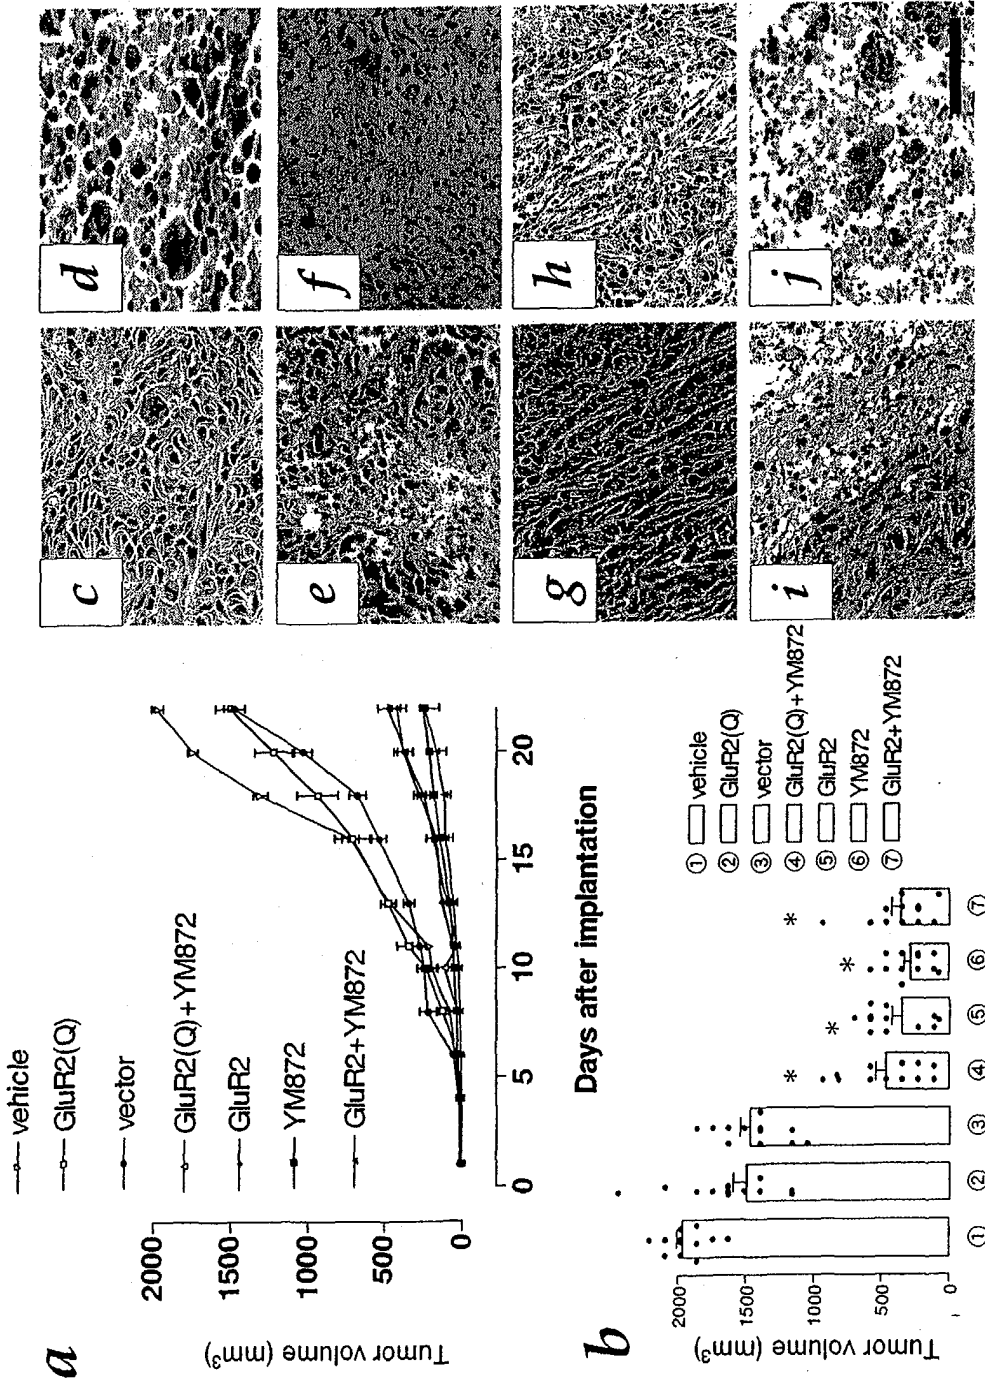 a
vehicle
GluR2(Q)
vector
GluR2(Q)+YM872
GluR2
YM872
GluR2+YM872
Tumor volume (mm³)
2000
1500
1000
500
0
0
5
10
15
20
Days after implantation
b
Tumor volume (mm³)
2000
1500
1000
500
0
* * * *
① ② ③ ④ ⑤ ⑥ ⑦
① vehicle
② GluR2(Q)
③ vector
④ GluR2(Q)+YM872
⑤ GluR2
⑥ YM872
⑦ GluR2+YM872
c
d
e
f
g
h
i
j